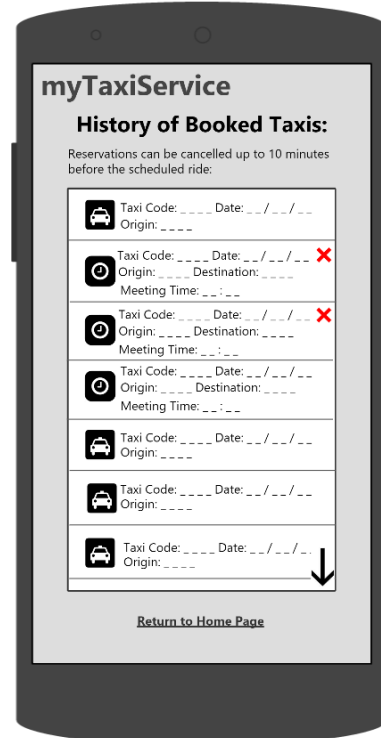 myTaxiService
History of Booked Taxis:
Reservations can be cancelled up to 10 minutes
before the scheduled ride:
Taxi Code: _ _ _ _ Date: _ _ / _ _ / _ _
Origin: _ _ _ _
Taxi Code: _ _ _ _ Date: _ _ / _ _ / _ _
Origin: _ _ _ _ Destination: _ _ _ _
Meeting Time: _ _ : _ _
Taxi Code: _ _ _ _ Date: _ _ / _ _ / _ _
Origin: _ _ _ _ Destination: _ _ _ _
Meeting Time: _ _ : _ _
Taxi Code: _ _ _ _ Date: _ _ / _ _ / _ _
Origin: _ _ _ _ Destination: _ _ _ _
Meeting Time: _ _ : _ _
Taxi Code: _ _ _ _ Date: _ _ / _ _ / _ _
Origin: _ _ _ _
Taxi Code: _ _ _ _ Date: _ _ / _ _ / _ _
Origin: _ _ _ _
Taxi Code: _ _ _ _ Date: _ _ / _ _ / _ .
Origin: _ _ _ _
Return to Home Page